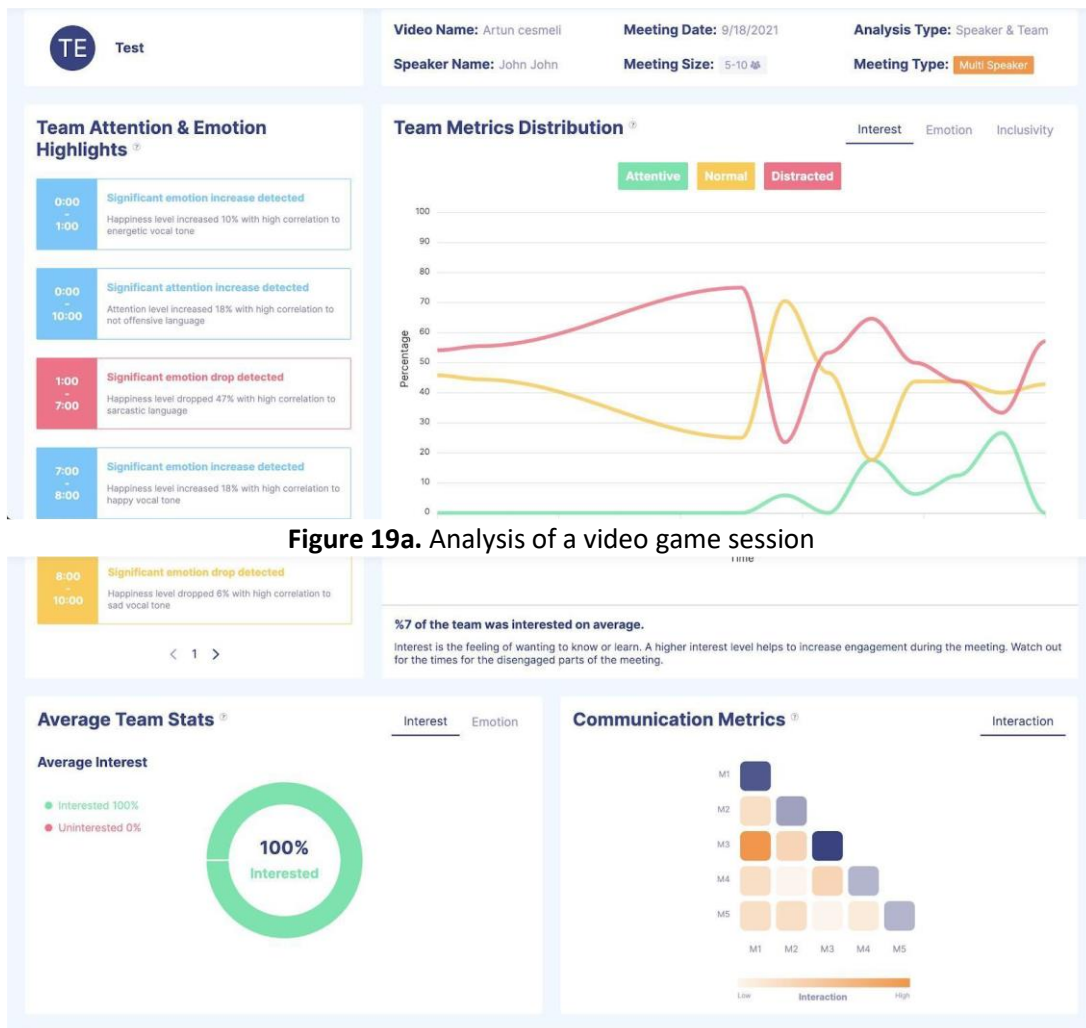 TE
Test
Video Name: Artun cesmeli
Meeting Date: 9/18/2021
Analysis Type: Speaker & Team
Speaker Name: John John
Meeting Size: 5-10
Meeting Type: Multi Speaker
Team Attention & Emotion
Highlights
0:00
-
1:00
Significant emotion increase detected
Happiness level increased 10% with high correlation to
energetic vocal tone
0:00
-
10:00
Significant attention increase detected
Attention level increased 18% with high correlation to
not offensive language
1:00
-
7:00
Significant emotion drop detected
Happiness level dropped 47% with high correlation to
sarcastic language
7:00
-
8:00
Significant emotion increase detected
Happiness level increased 18% with high correlation to
happy vocal tone
Team Metrics Distribution
Interest Emotion Inclusivity
Attentive Normal Distracted
100
90
80
70
60
50
40
30
20
10
0
Percentage
Figure 19a. Analysis of a video game session
Time
8:00
-
10:00
Significant emotion drop detected
Happiness level dropped 6% with high correlation to
sad vocal tone
< 1 >
%7 of the team was interested on average.
Interest is the feeling of wanting to know or learn. A higher interest level helps to increase engagement during the meeting. Watch out
for the times for the disengaged parts of the meeting.
Average Team Stats
Interest Emotion
Average Interest
Interested 100%
Uninterested 0%
100%
Interested
Communication Metrics
Interaction
M1
M2
M3
M4
M5
M1 M2 M3 M4 M5
Low Interaction High